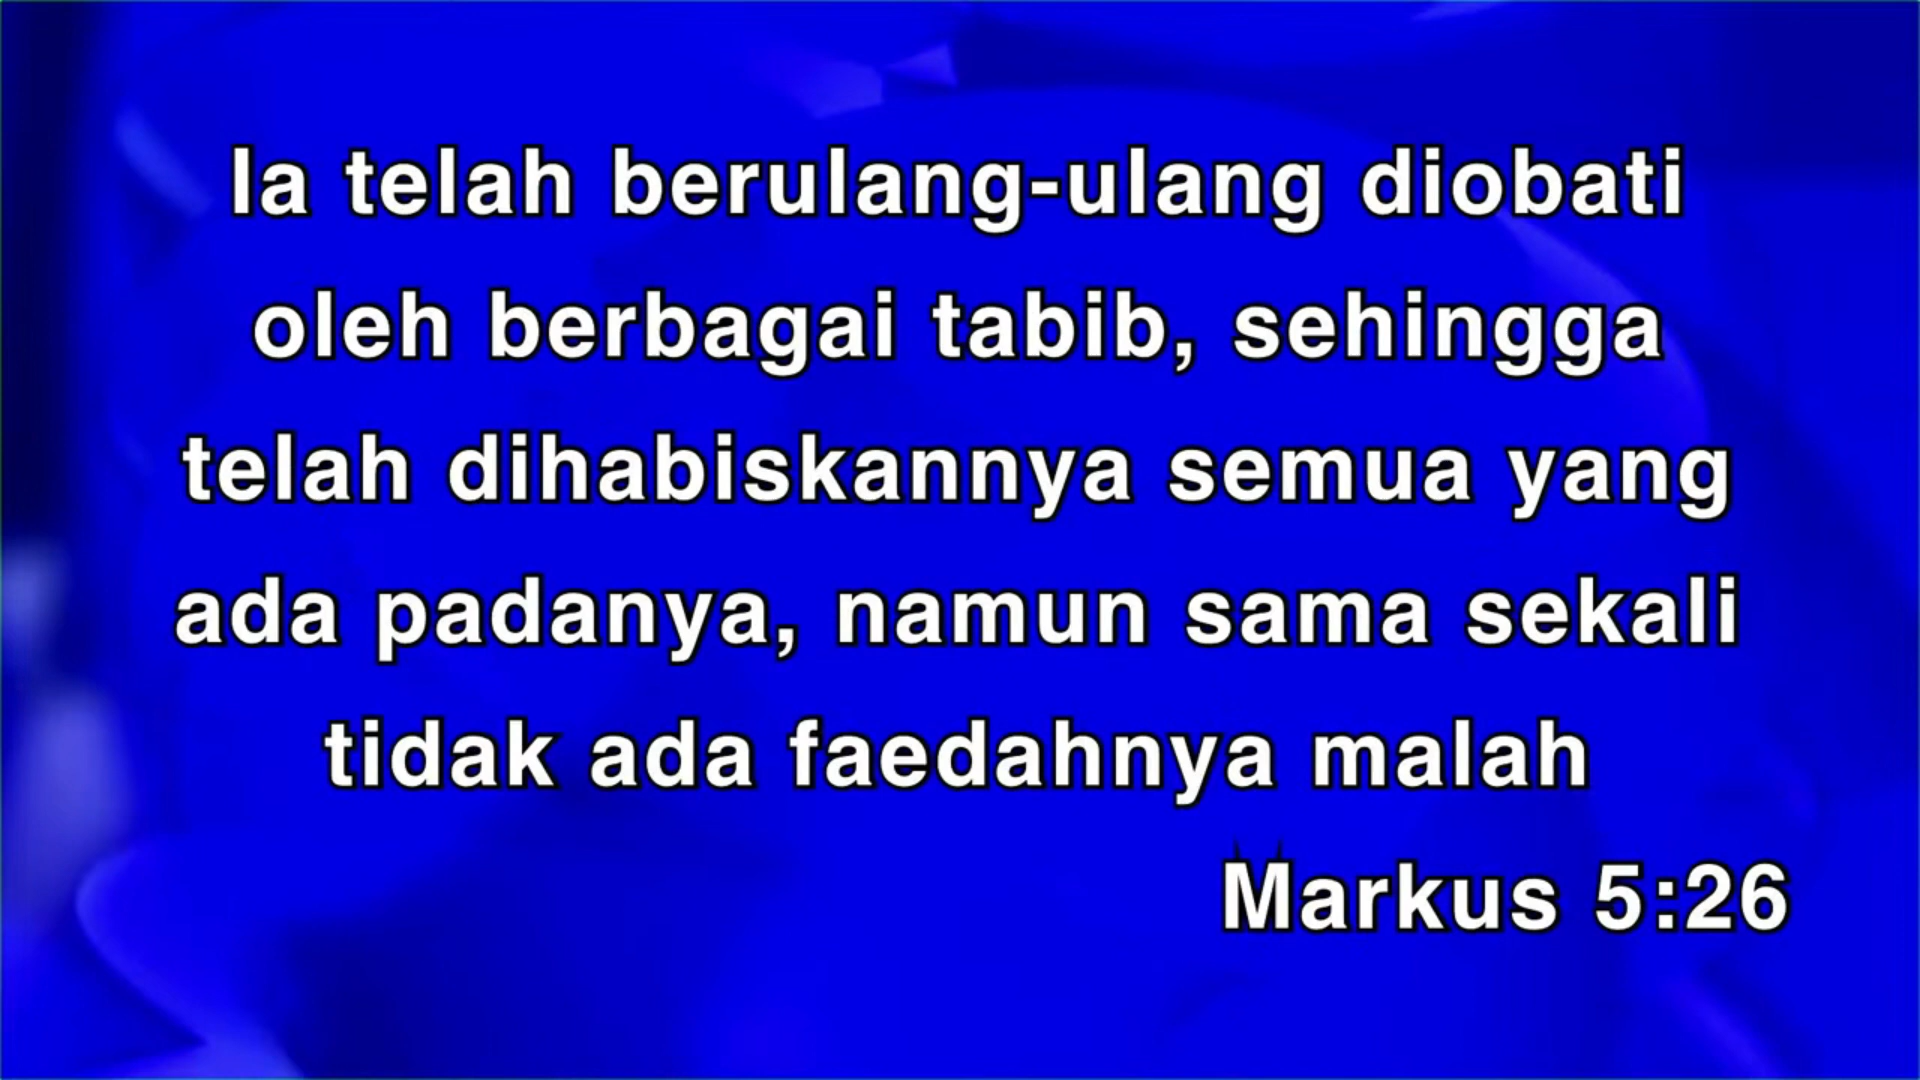 Ia telah berulang-ulang diobati
oleh berbagai tabib, sehingga
telah dihabiskannya semua yang
ada padanya, namun sama sekali
tidak ada faedahnya malah
Markus 5:26